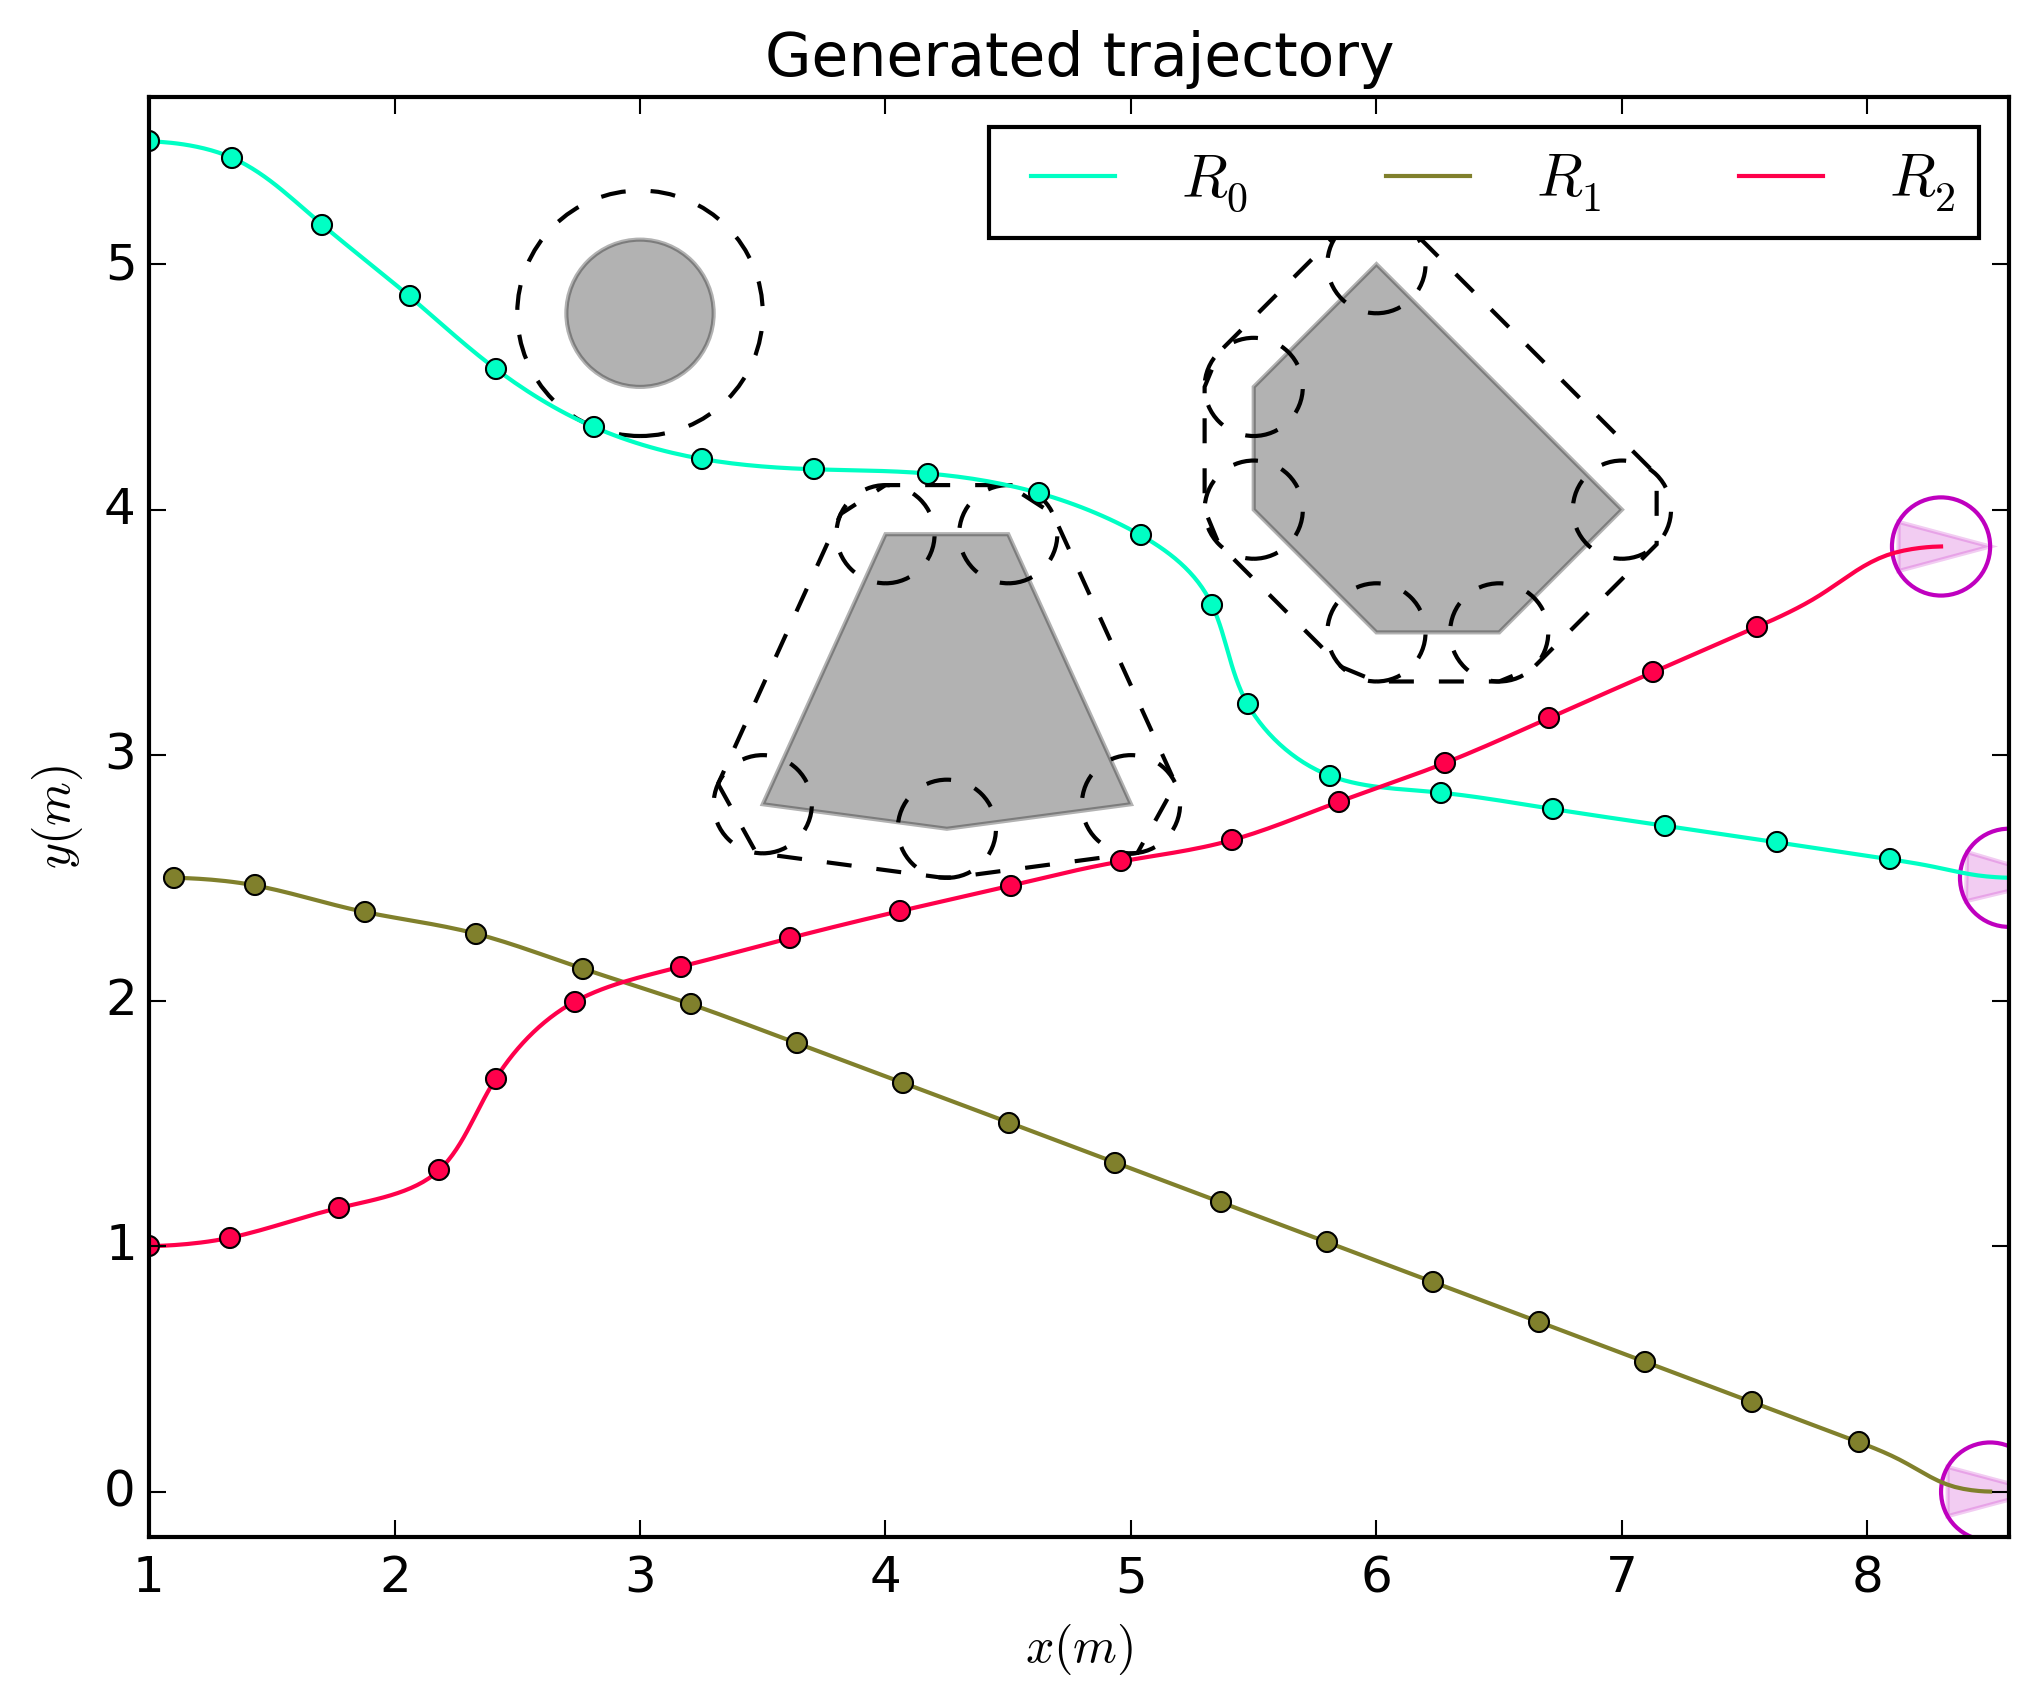 Generated trajectory
R₀ R₁ R₂
5
4
3
2
1
0
y(m)
1 2 3 4 5 6 7 8
x(m)